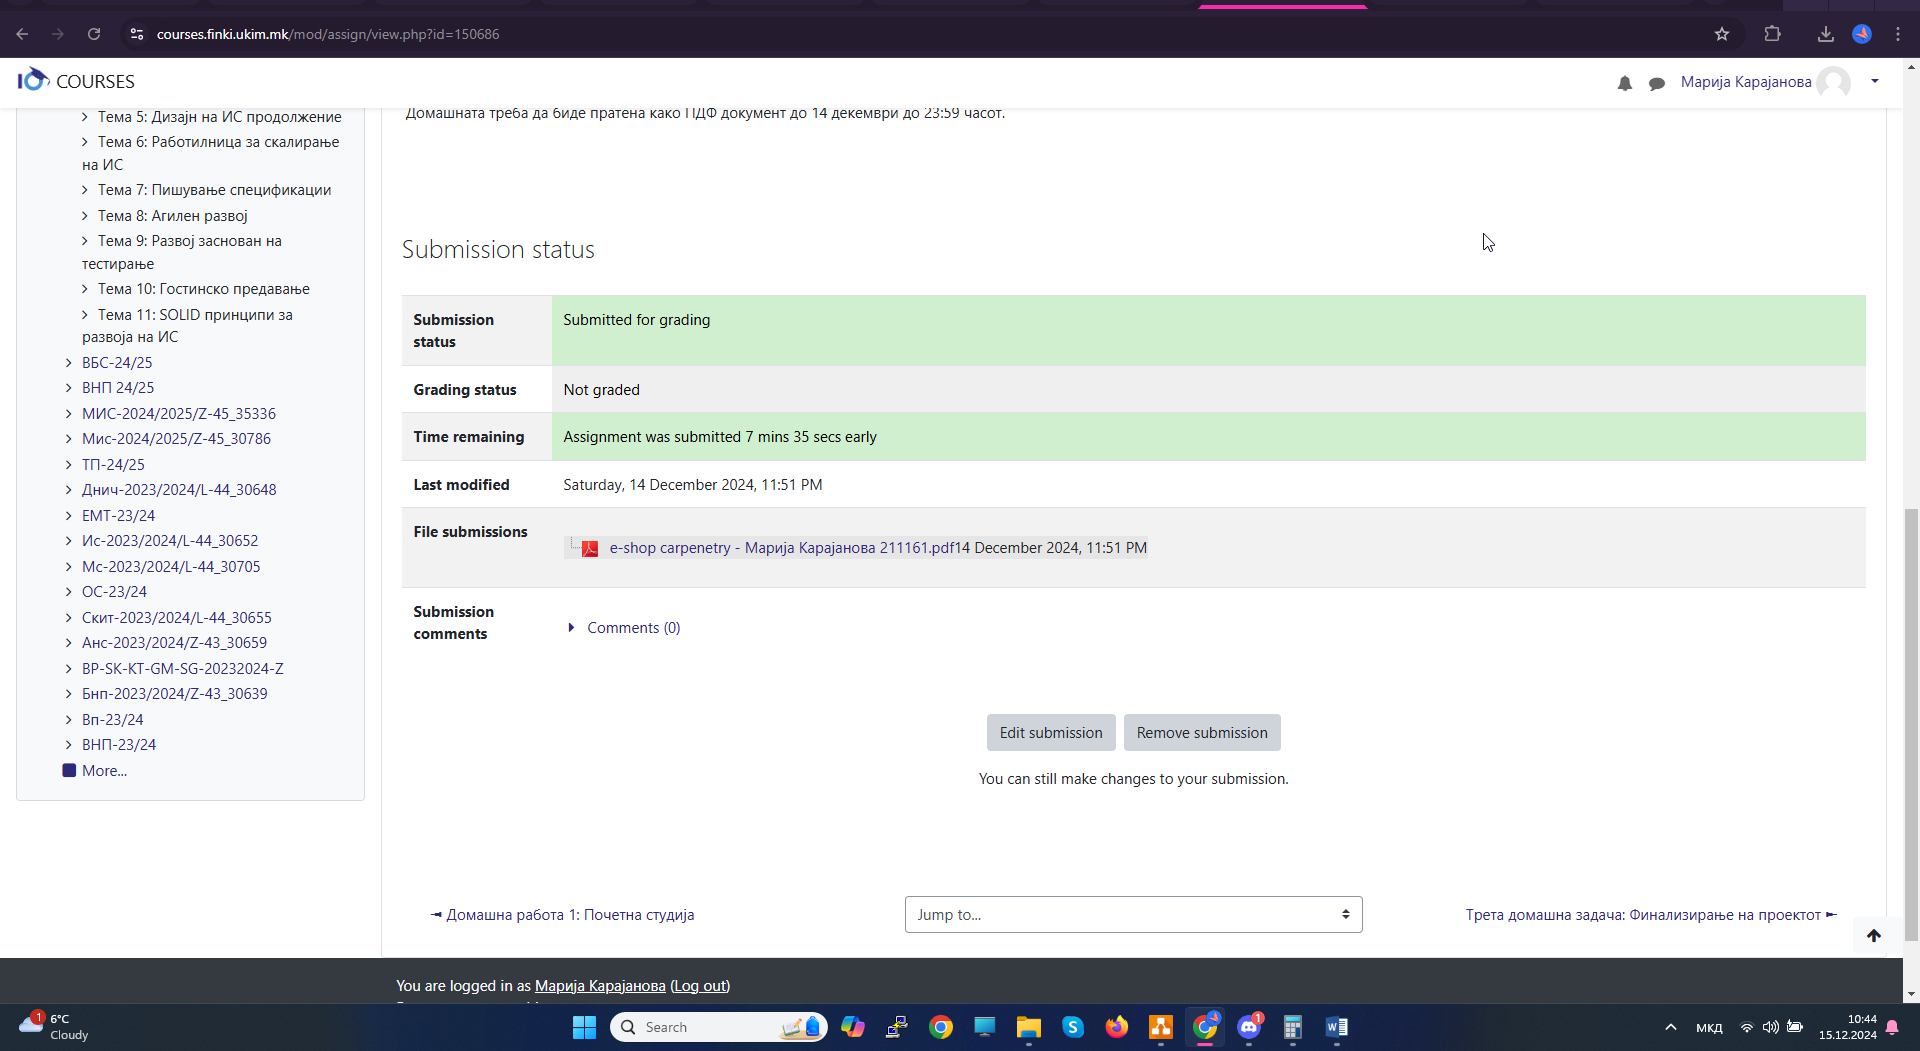 courses.finki.ukim.mk/mod/assign/view.php?id=150686
COURSES
Марија Карајанова
Тема 5: Дизајн на ИС продолжение
Тема 6: Работилница за скалирање
на ИС
Тема 7: Пишување спецификации
Тема 8: Агилен развој
Тема 9: Развој заснован на
тестирање
Тема 10: Гостинско предавање
Тема 11: SOLID принципи за
развоја на ИС
ВБС-24/25
ВНП 24/25
МИС-2024/2025/Z-45_35336
Мис-2024/2025/Z-45_30786
ТП-24/25
Днич-2023/2024/L-44_30648
ЕМТ-23/24
Ис-2023/2024/L-44_30652
Мс-2023/2024/L-44_30705
ОС-23/24
Скит-2023/2024/L-44_30655
Анс-2023/2024/Z-43_30659
BP-SK-KT-GM-SG-20232024-Z
Бнп-2023/2024/Z-43_30639
Вп-23/24
ВНП-23/24
More...
Домашната треба да биде пратена како ПДФ документ до 14 декември до 23:59 часот.
Submission status
Submission
status
Submitted for grading
Grading status
Not graded
Time remaining
Assignment was submitted 7 mins 35 secs early
Last modified
Saturday, 14 December 2024, 11:51 PM
File submissions
e-shop carpenetry - Марија Карајанова 211161.pdf14 December 2024, 11:51 PM
Submission
comments
Comments (0)
Edit submission
Remove submission
You can still make changes to your submission.
◄ Домашна работа 1: Почетна студија
Jump to...
Трета домашна задача: Финализирање на проектот ►
You are logged in as Марија Карајанова (Log out)
1
6°C
Cloudy
Search
1
МКД
10:44
15.12.2024